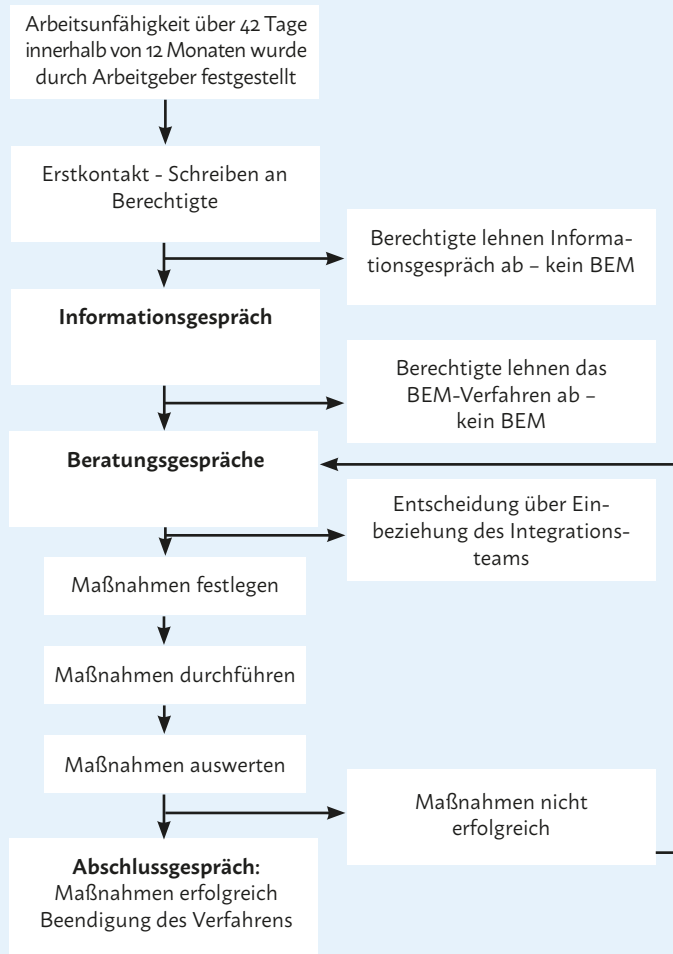 Arbeitsunfähigkeit über 42 Tage
innerhalb von 12 Monaten wurde
durch Arbeitgeber festgestellt
Erstkontakt - Schreiben an
Berechtigte
Berechtigte lehnen Informa-
tionsgespräch ab – kein BEM
Informationsgespräch
Berechtigte lehnen das
BEM-Verfahren ab –
kein BEM
Beratungsgespräche
Entscheidung über Ein-
beziehung des Integrations-
teams
Maßnahmen festlegen
Maßnahmen durchführen
Maßnahmen auswerten
Maßnahmen nicht
erfolgreich
Abschlussgespräch:
Maßnahmen erfolgreich
Beendigung des Verfahrens